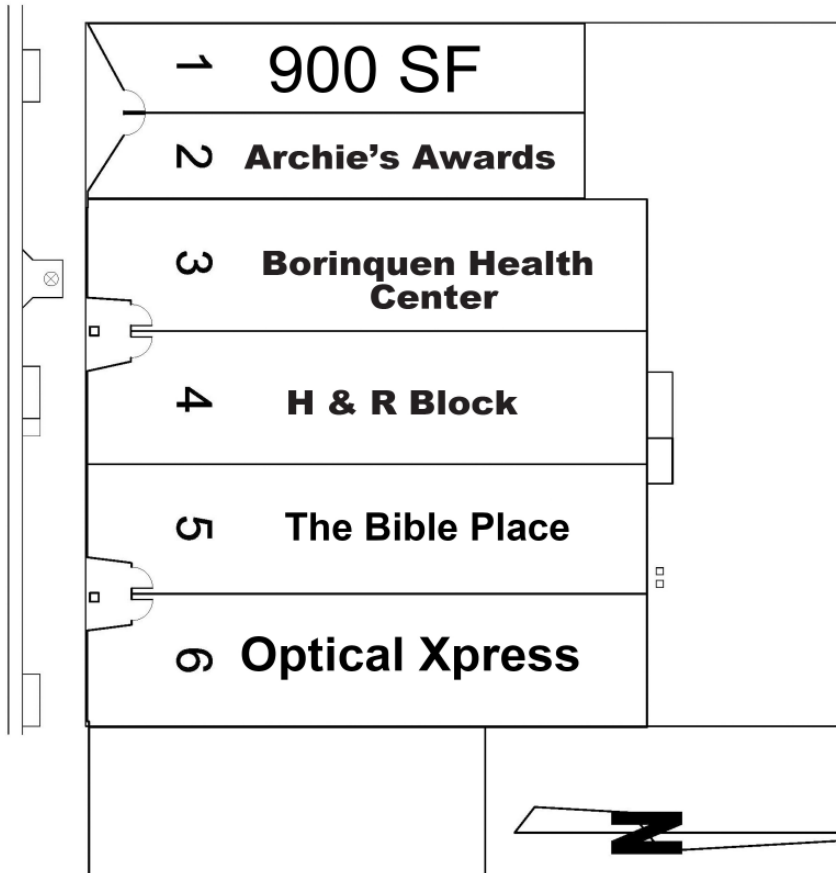 1 900 SF
2 Archie's Awards
3 Borinquen Health
Center
4 H & R Block
5 The Bible Place
6 Optical Xpress
N